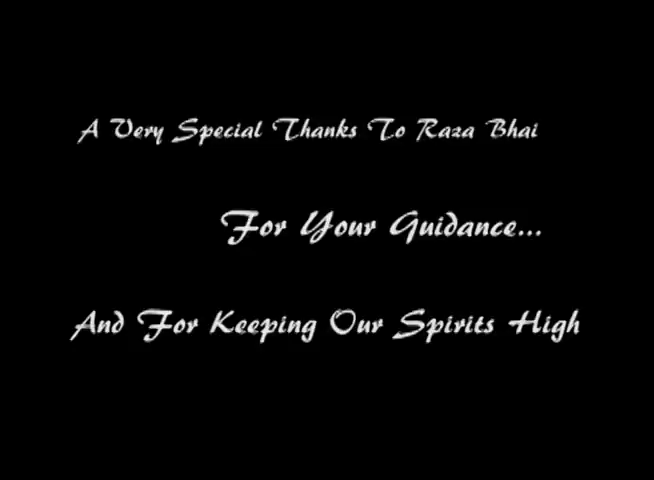 A Very Special Thanks To Raza Bhai
For Your Guidance...
And For Keeping Our Spirits High